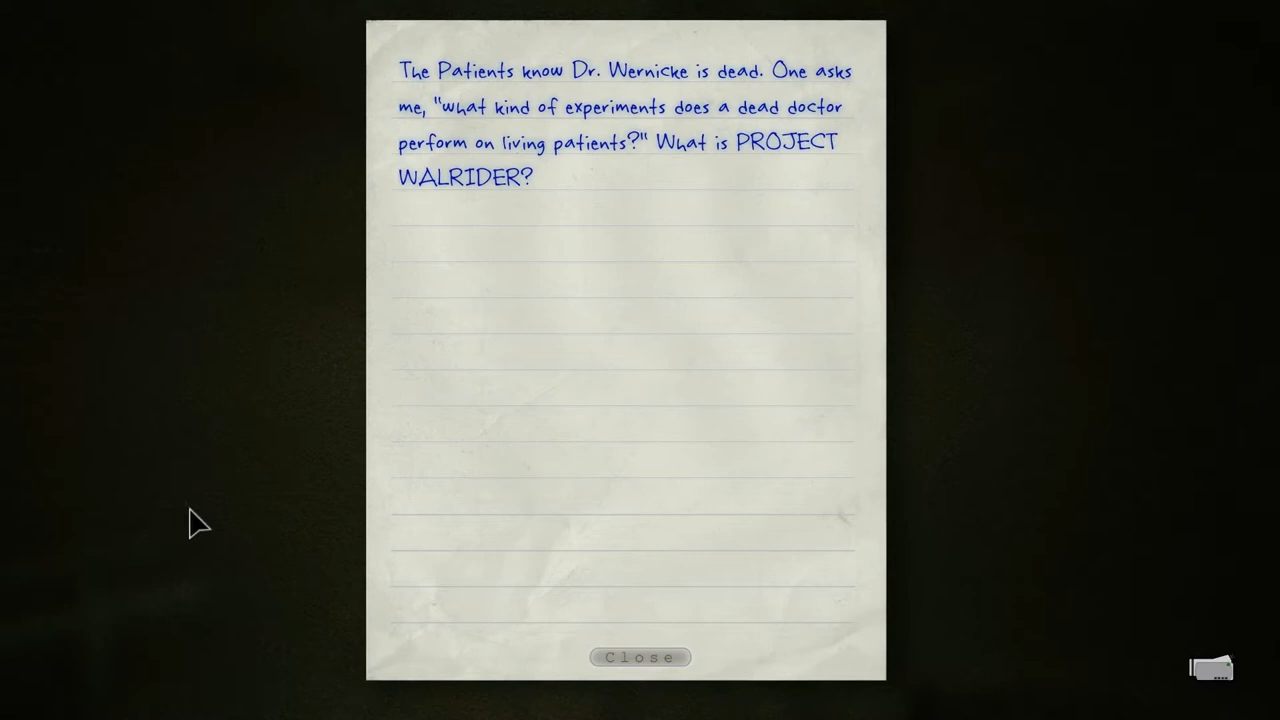 The Patients know Dr. Wernicke is dead. One asks
me, "what kind of experiments does a dead doctor
perform on living patients?" What is PROJECT
WALRIDER?
Close